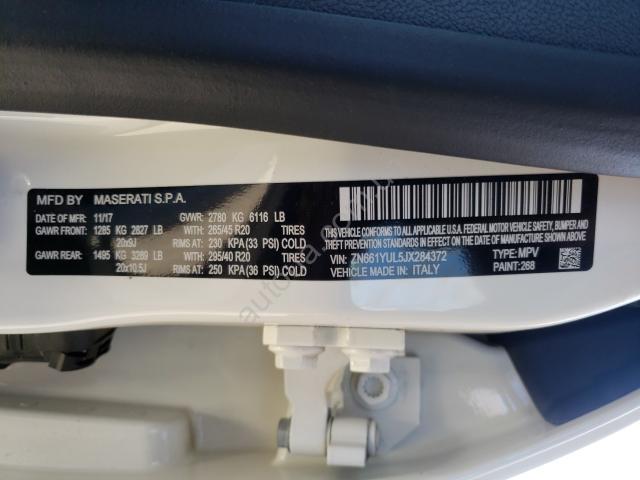 MFD BY MASERATI S.P.A.
DATE OF MFR: 11/17 GVWR: 2780 KG 6116 LB
GAWR FRONT: 1285 KG 2827 LB WITH: 265/45 R20 TIRES
20x9J RIMS AT: 230 KPA(33 PSI) COLD
GAWR REAR: 1495 KG 3289 LB WITH: 295/40 R20 TIRES
20x10.5J RIMS AT: 250 KPA(36 PSI) COLD
THIS VEHICLE CONFORMS TO ALL APPLICABLE U.S.
FEDERAL MOTOR VEHICLE SAFETY, BUMPER AND
THEFT PREVENTION STANDARDS IN EFFECT ON THE
DATE OF MANUFACTURE SHOWN ABOVE.
VIN: ZN661YUL5JX284372 TYPE: MPV
VEHICLE MADE IN: ITALY PAINT: 268